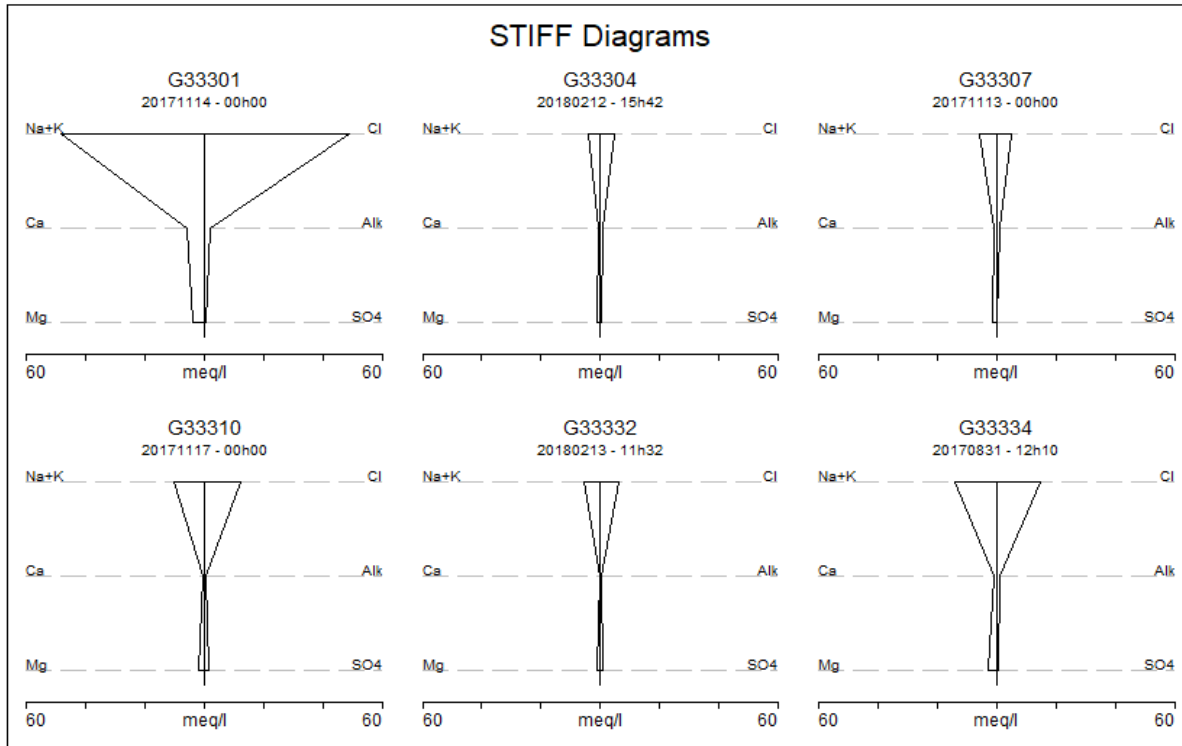 STIFF Diagrams
G33301
20171114 - 00h00
Na+K Cl
Ca Alk
Mg SO4
60 meq/l 60
G33304
20180212 - 15h42
Na+K Cl
Ca Alk
Mg SO4
60 meq/l 60
G33307
20171113 - 00h00
Na+K Cl
Ca Alk
Mg SO4
60 meq/l 60
G33310
20171117 - 00h00
Na+K Cl
Ca Alk
Mg SO4
60 meq/l 60
G33332
20180213 - 11h32
Na+K Cl
Ca Alk
Mg SO4
60 meq/l 60
G33334
20170831 - 12h10
Na+K Cl
Ca Alk
Mg SO4
60 meq/l 60